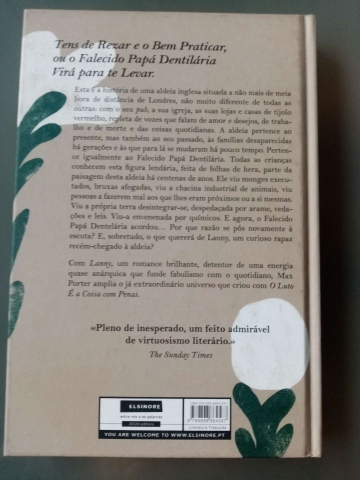 Tens de Rezar e o Bem Praticar,
ou o Falecido Papá Dentilária
Virá para te Levar.
Esta é a história de uma aldeia inglesa situada a não mais de meia
hora de distância de Londres, não muito diferente de todas as
outras: com o seu pub, a sua igreja, as suas lojas e casas de tijolo
vermelho, repleta de vozes que falam de amor e desejos, de traba-
lho e de morte e das coisas quotidianas. A aldeia pertence ao
presente, mas também ao seu passado, às famílias desaparecidas
há gerações e às que para lá se mudaram há pouco tempo. Perten-
ce igualmente ao Falecido Papá Dentilária. Todas as crianças
conhecem esta figura lendária, feita de folhas de hera, parte da
paisagem desta aldeia há centenas de anos. Ele viu monges execu-
tados, bruxas afogadas, viu a chacina industrial de animais, viu
pessoas a fazerem mal aos que lhes eram próximos ou a si mesmas.
Viu a própria terra desintegrar-se, despedaçada por arame, veda-
ções e leis. Viu-a envenenada por químicos. E agora, o Falecido
Papá Dentilária acordou... Por que razão se pôs novamente à
escuta? E, sobretudo, o que quererá de Lanny, um curioso rapaz
recém-chegado à aldeia?
Com Lanny, um romance brilhante, detentor de uma energia
quase anárquica que funde fabulismo com o quotidiano, Max
Porter amplia o já extraordinário universo que criou com O Luto
É a Coisa com Penas.
«Pleno de inesperado, um feito admirável
de virtuosismo literário.»
The Sunday Times
ELSINORE
YOU ARE WELCOME TO WWW.ELSINORE.PT
Literatura Traduzida